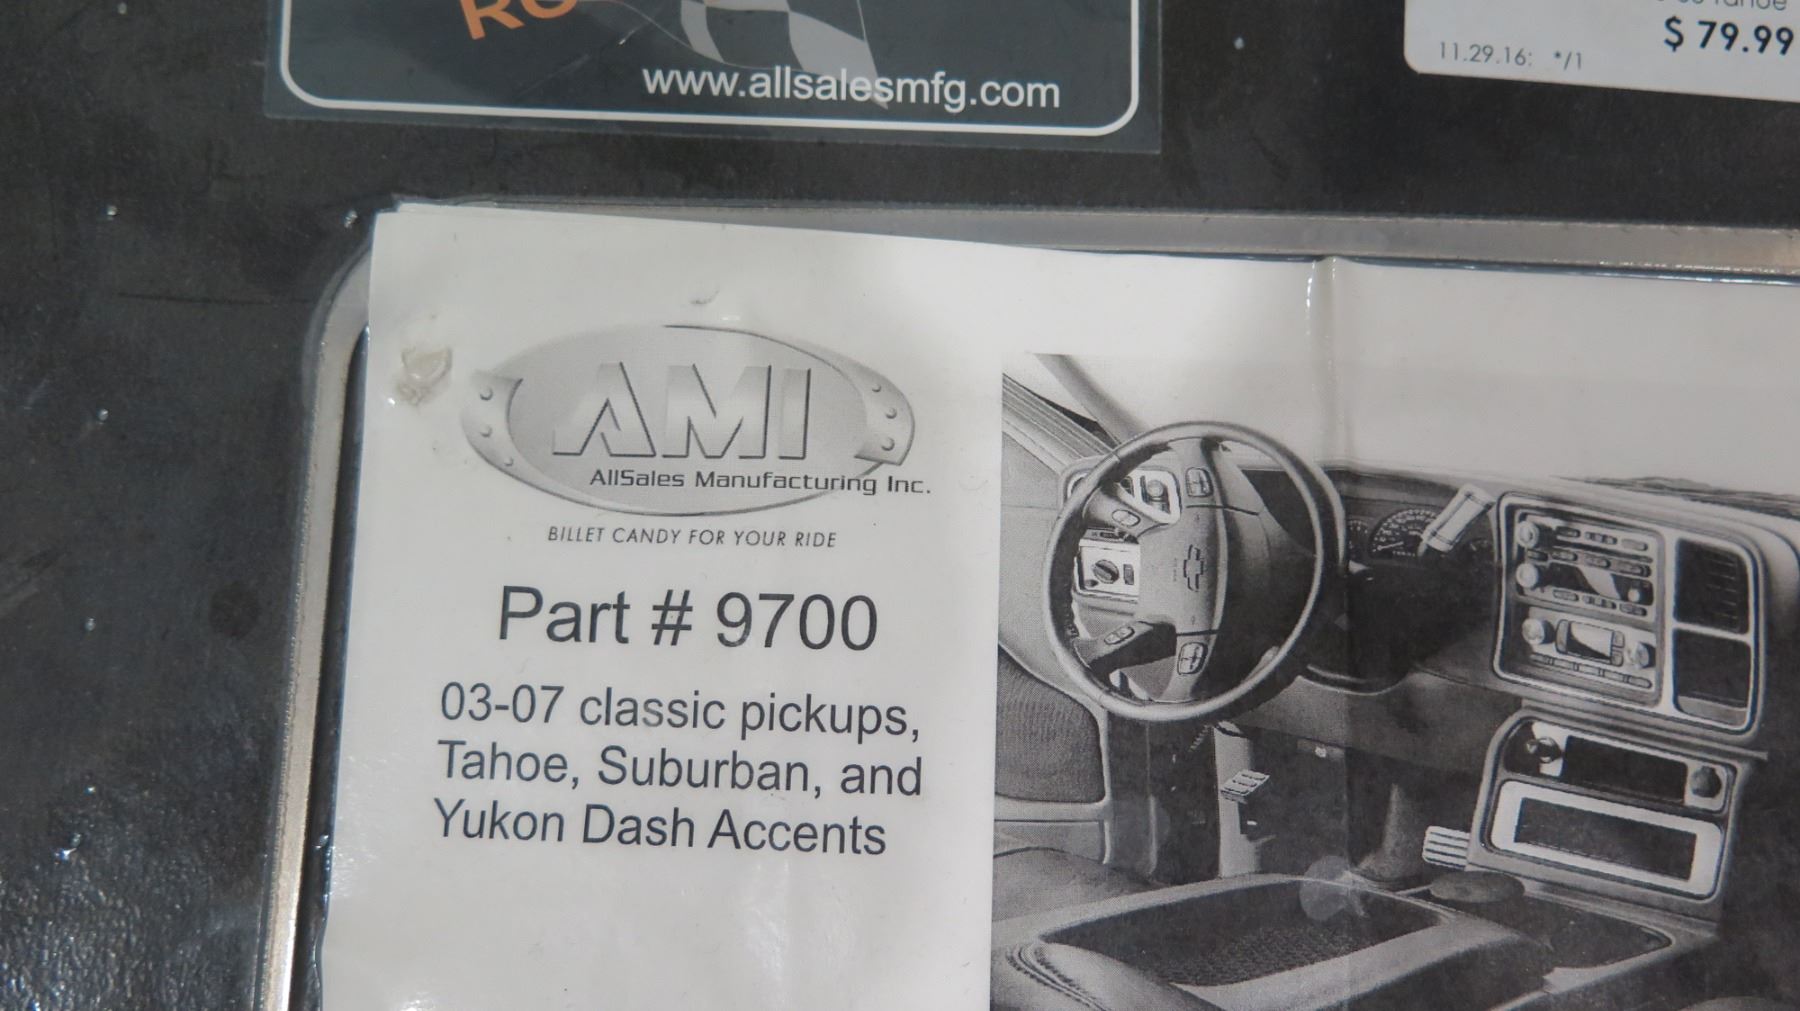 www.allsalesmfg.com
$ 79.99
11.29.16: */1
AMI
AllSales Manufacturing Inc.
BILLET CANDY FOR YOUR RIDE
Part # 9700
03-07 classic pickups,
Tahoe, Suburban, and
Yukon Dash Accents